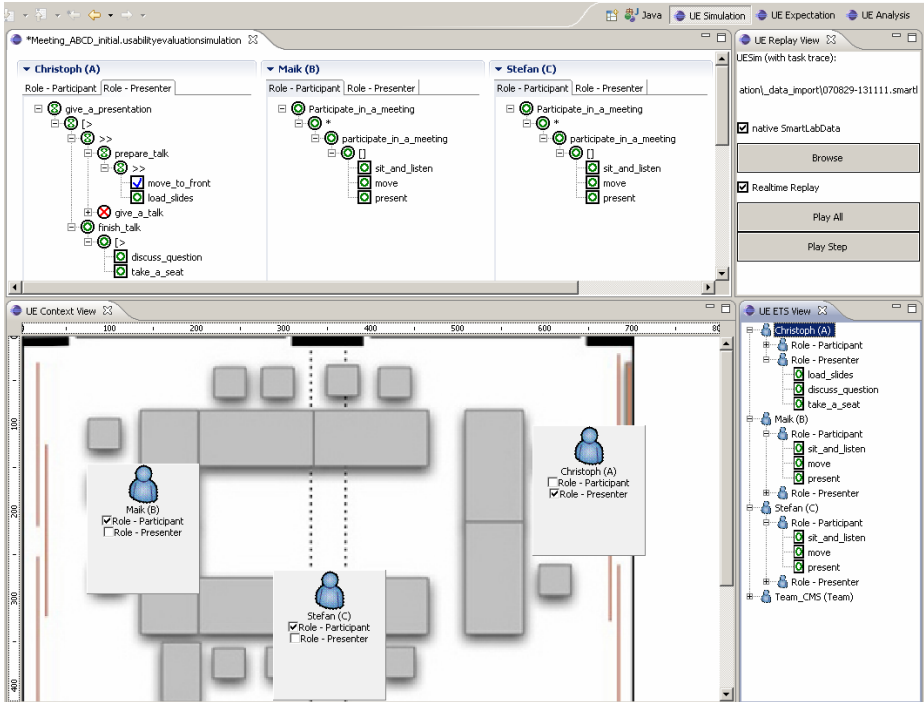 Java UE Simulation UE Expectation UE Analysis
*Meeting_ABCD_initial.usabilityevaluationsimulation
Christoph (A)
Role - Participant Role - Presenter
give_a_presentation
[>
>>
prepare_talk
>>
move_to_front
load_slides
give_a_talk
finish_talk
[>
discuss_question
take_a_seat
Maik (B)
Role - Participant Role - Presenter
Participate_in_a_meeting
*
participate_in_a_meeting
[]
sit_and_listen
move
present
Stefan (C)
Role - Participant Role - Presenter
Participate_in_a_meeting
*
participate_in_a_meeting
[]
sit_and_listen
move
present
UE Replay View
UESim (with task trace):
ation\_data_import\070829-131111.smartl
native SmartLabData
Browse
Realtime Replay
Play All
Play Step
UE Context View
0 100 200 300 400 500 600 700 80
0
100
200
300
400
Maik (B)
Role - Participant
Role - Presenter
Christoph (A)
Role - Participant
Role - Presenter
Stefan (C)
Role - Participant
Role - Presenter
UE ETS View
Christoph (A)
Role - Participant
Role - Presenter
load_slides
discuss_question
take_a_seat
Maik (B)
Role - Participant
sit_and_listen
move
present
Role - Presenter
Stefan (C)
Role - Participant
sit_and_listen
move
present
Role - Presenter
Team_CMS (Team)